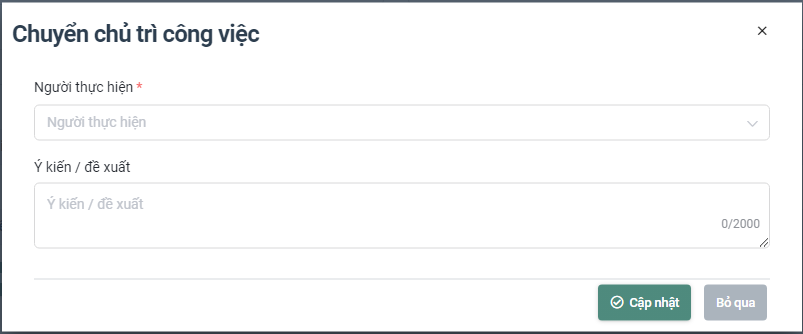 Chuyển chủ trì công việc
Người thực hiện *
Người thực hiện
Ý kiến / đề xuất
Ý kiến / đề xuất
0/2000
Cập nhật
Bỏ qua